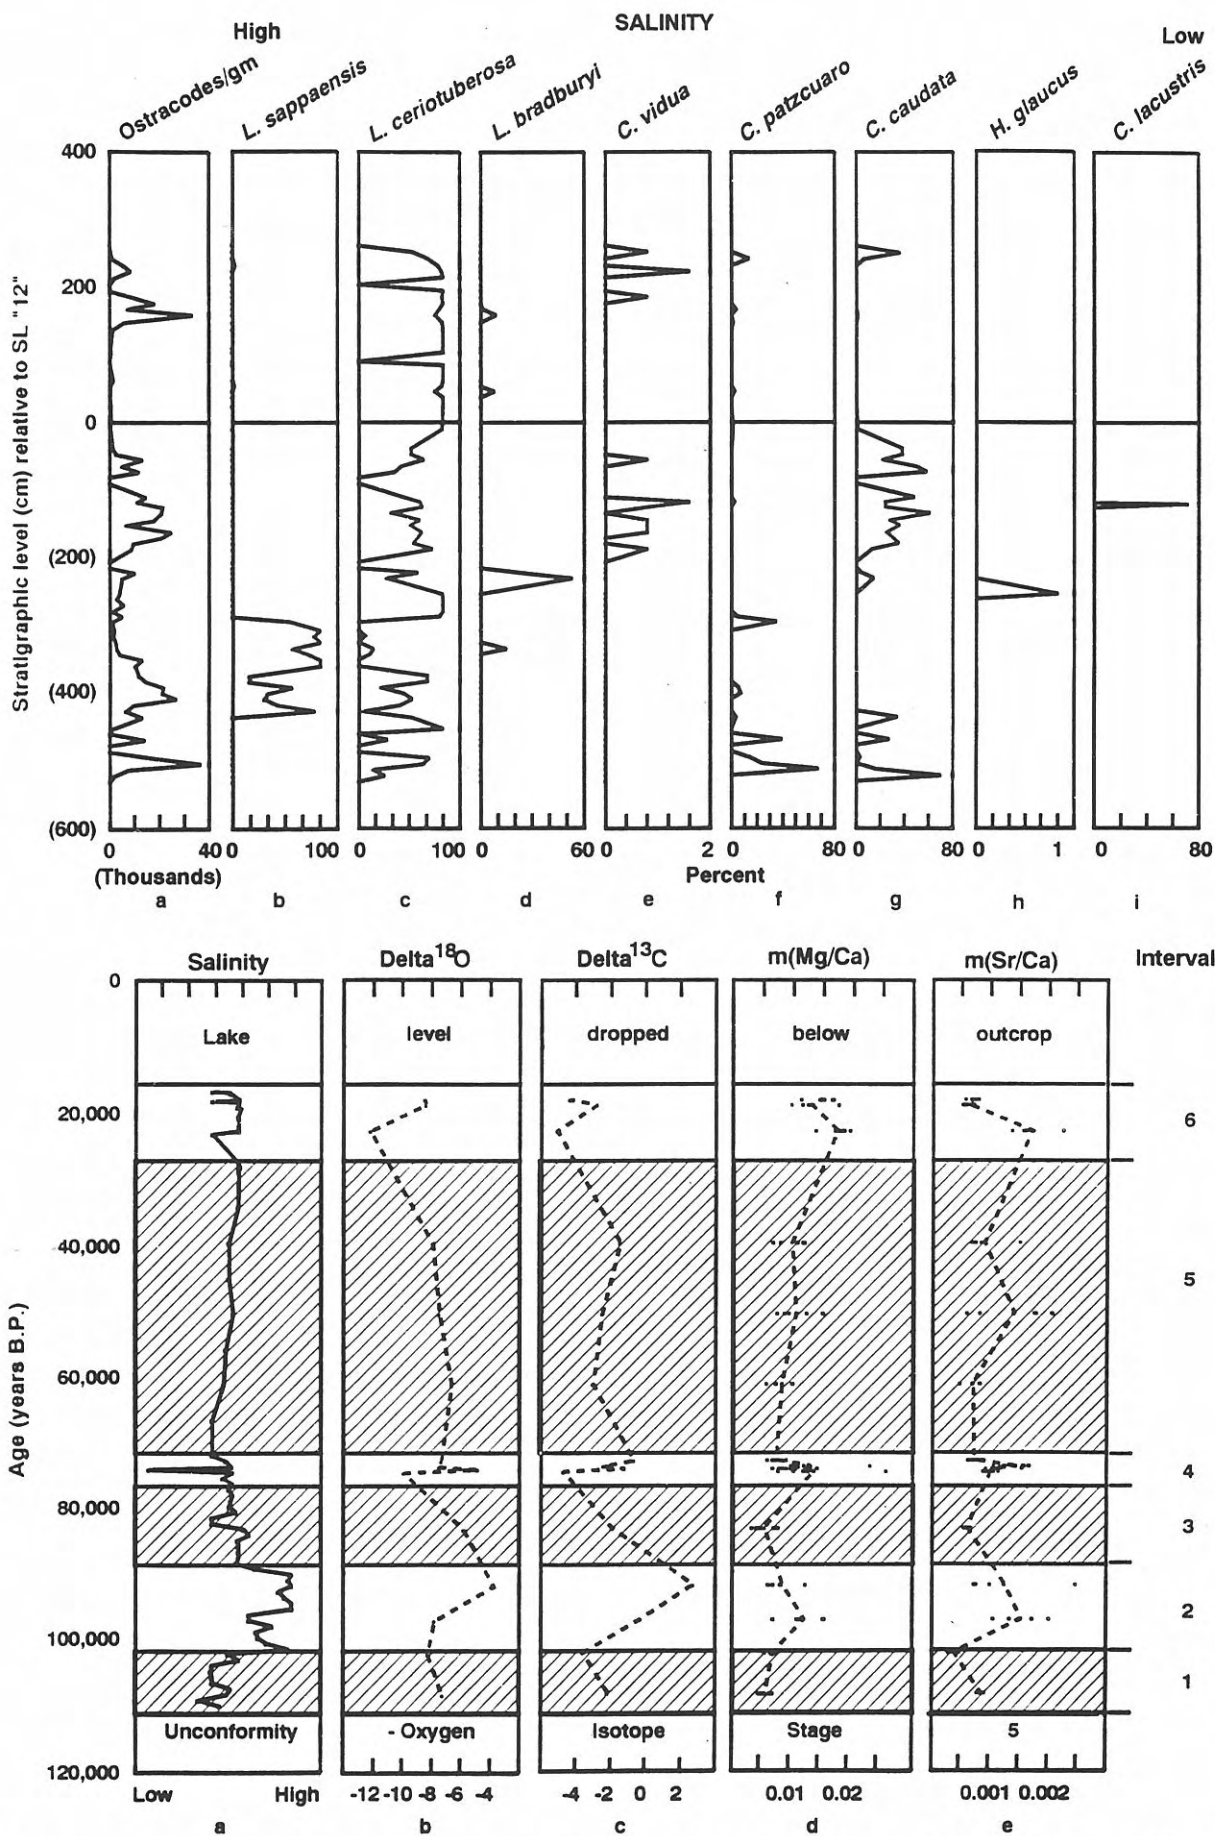 High SALINITY Low
Ostracodes/gm L. sappaensis L. ceriotuberosa L. bradburyi C. vidua C. patzcuaro C. caudata H. glaucus C. lacustris
Stratigraphic level (cm) relative to SL "12"
400
200
0
(200)
(400)
(600)
0 40 0 100 0 100 0 60 0 2 0 80 0 80 0 1 0 80
(Thousands) Percent
a b c d e f g h i
Salinity Delta18O Delta13C m(Mg/Ca) m(Sr/Ca) Interval
Age (years B.P.)
0
Lake level dropped below outcrop
20,000 6
40,000
5
60,000
4
80,000
3
2
100,000
1
Unconformity - Oxygen Isotope Stage 5
120,000
Low High -12 -10 -8 -6 -4 -4 -2 0 2 0.01 0.02 0.001 0.002
a b c d e